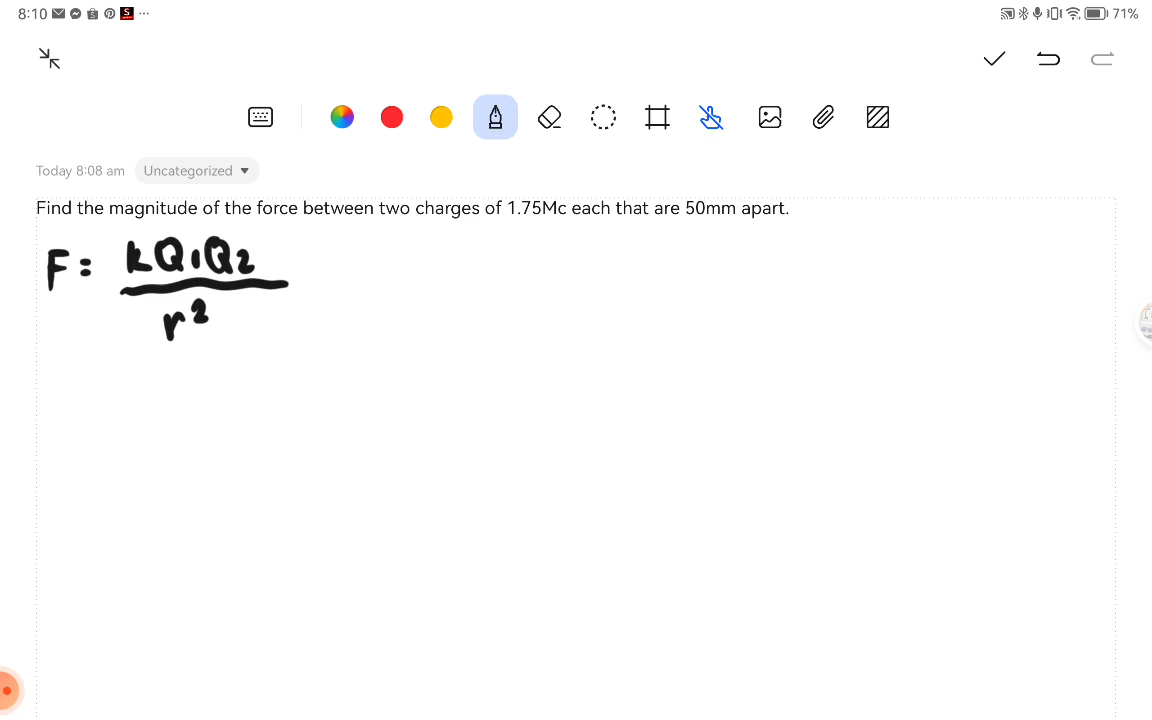 8:10
71%
Today 8:08 am Uncategorized
Find the magnitude of the force between two charges of 1.75Mc each that are 50mm apart.
F = kQ1Q2
r²